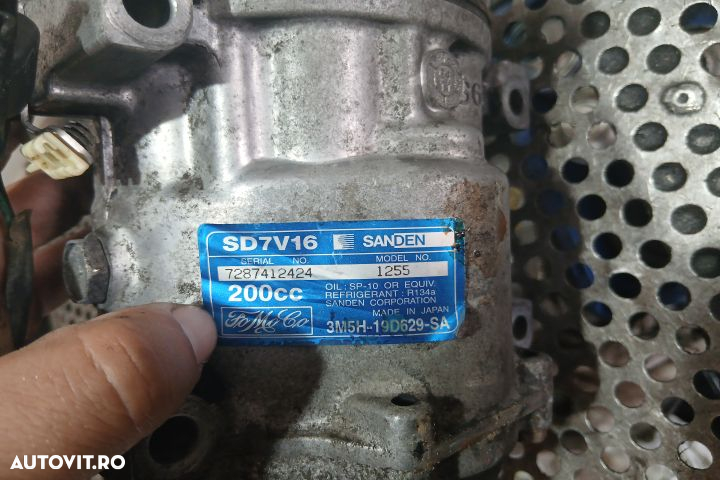 SD7V16 SANDEN
SERIAL NO. MODEL NO.
7287412424 1255
200cc OIL : SP-10 OR EQUIV.
REFRIGERANT : R134a
SANDEN CORPORATION
MADE IN JAPAN
FoMoCo 3M5H-19D629-SA
AUTOVIT.RO